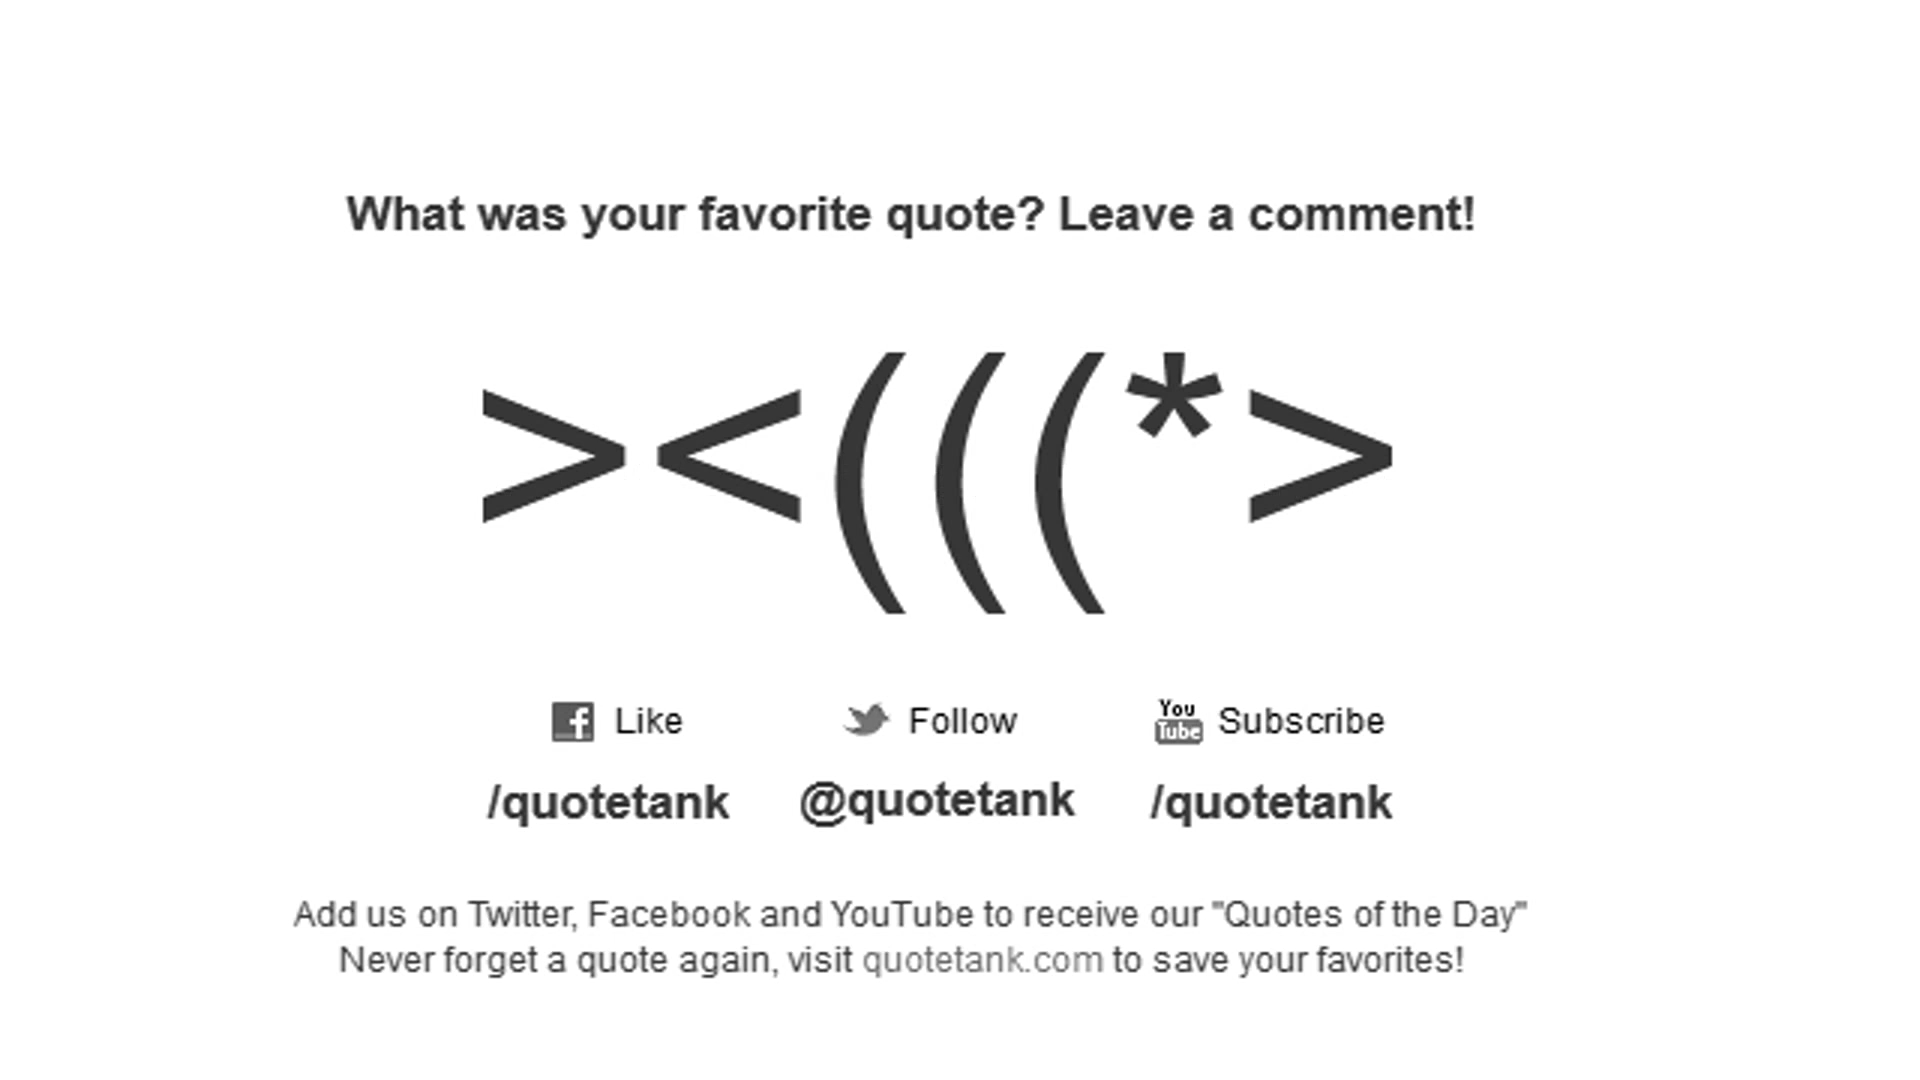 What was your favorite quote? Leave a comment!
><(((*>
f Like Follow You Tube Subscribe
/quotetank @quotetank /quotetank
Add us on Twitter, Facebook and YouTube to receive our "Quotes of the Day"
Never forget a quote again, visit quotetank.com to save your favorites!